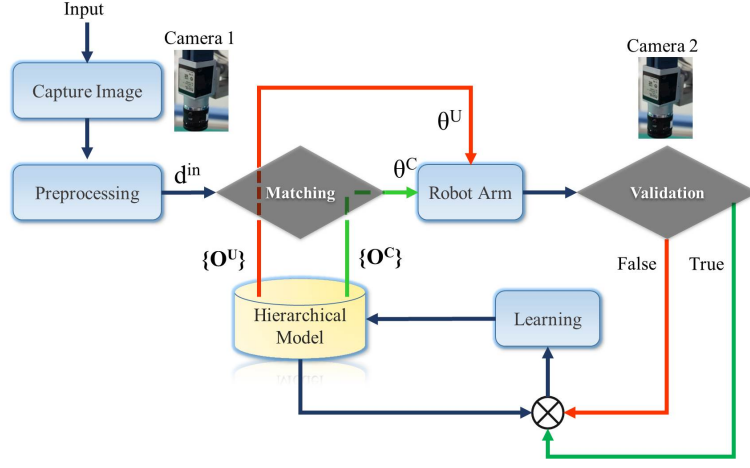 Input
Camera 1
Camera 2
Capture Image
θᵁ
Preprocessing
dⁱⁿ
Matching
θᶜ
Robot Arm
Validation
{Oᵁ}
{Oᶜ}
False
True
Hierarchical
Model
Learning